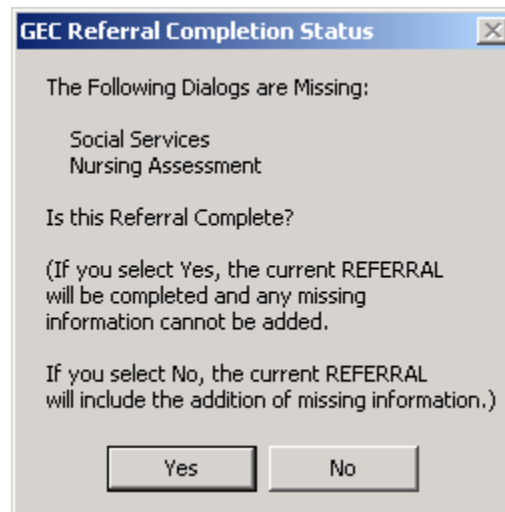 GEC Referral Completion Status
The Following Dialogs are Missing:
Social Services
Nursing Assessment
Is this Referral Complete?
(If you select Yes, the current REFERRAL
will be completed and any missing
information cannot be added.
If you select No, the current REFERRAL
will include the addition of missing information.)
Yes No